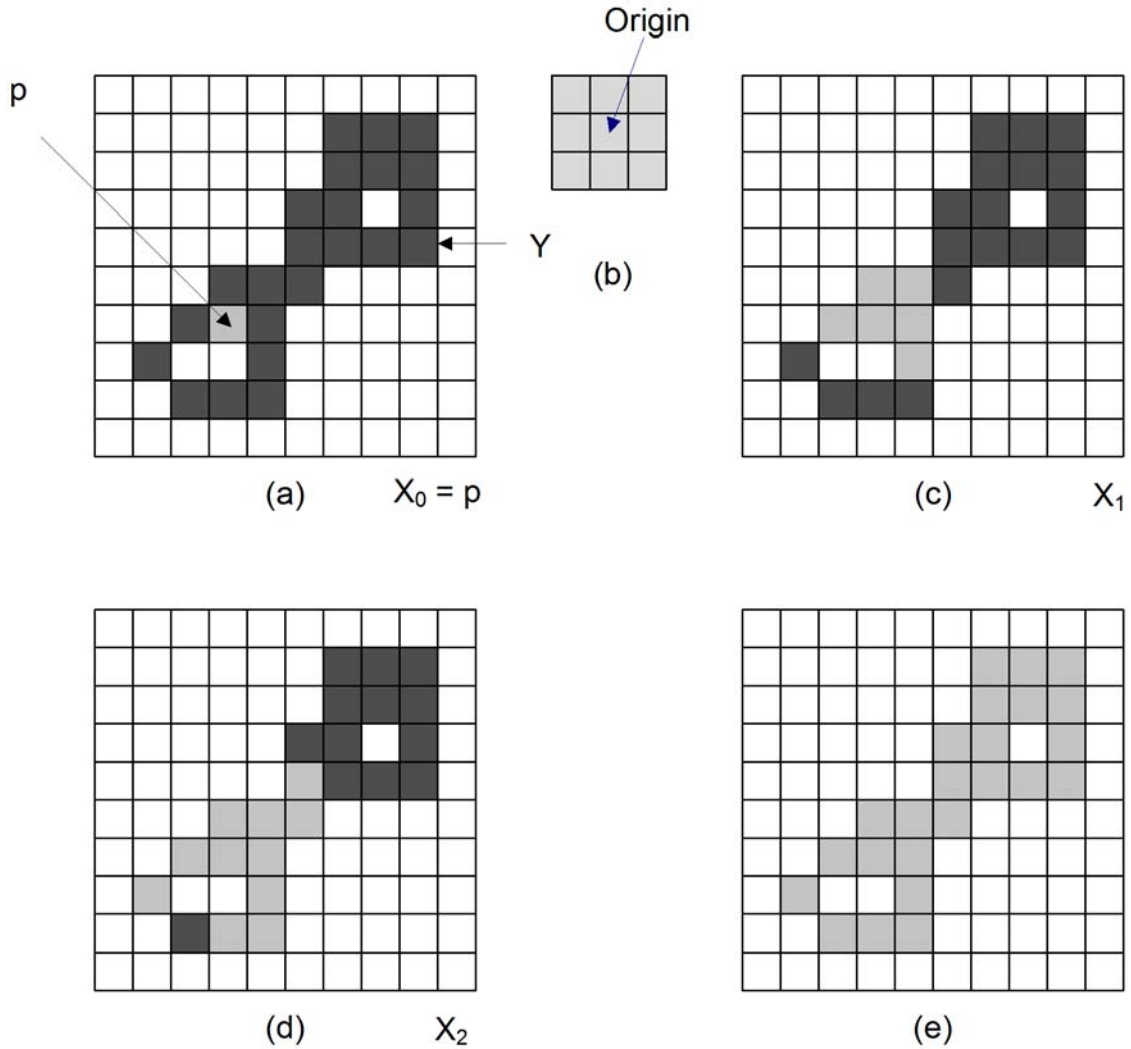 Origin
p
Y
(b)
(a)
X₀ = p
(c)
X₁
(d)
X₂
(e)